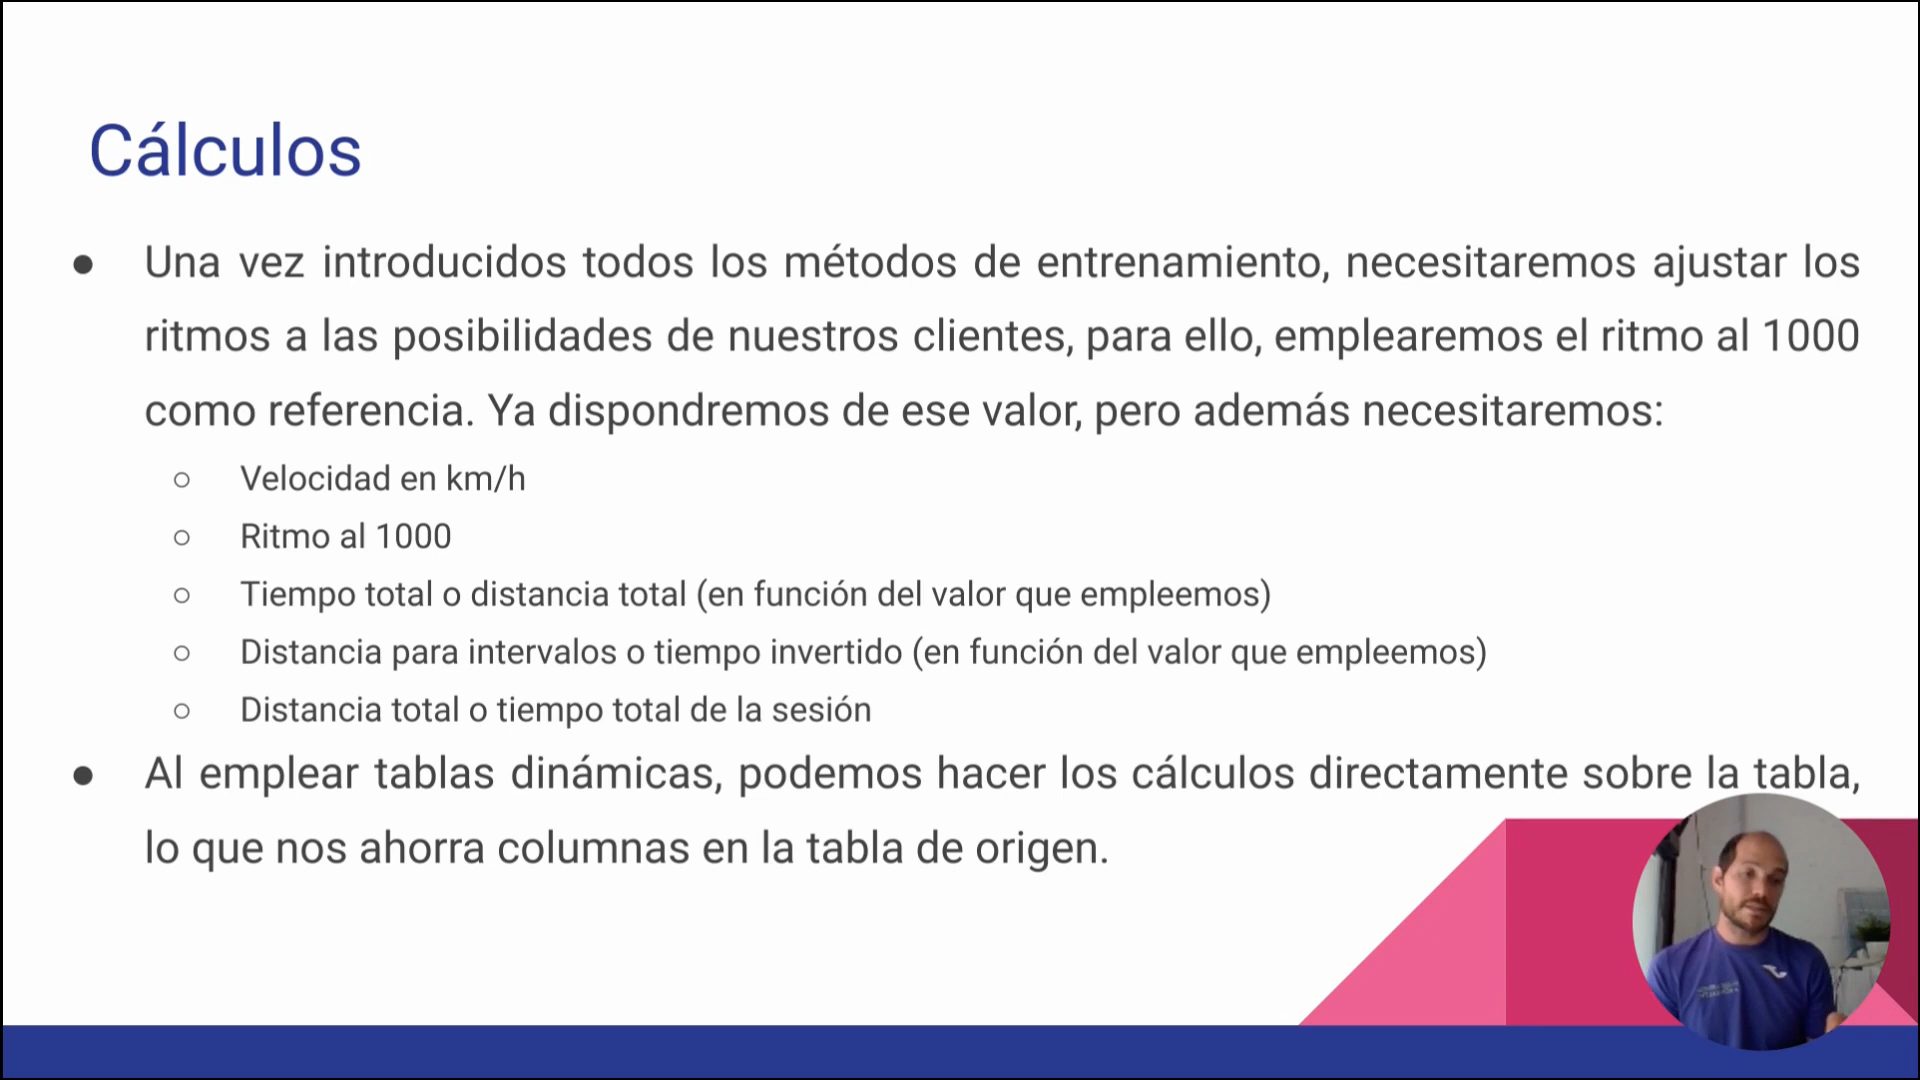 Cálculos
● Una vez introducidos todos los métodos de entrenamiento, necesitaremos ajustar los
ritmos a las posibilidades de nuestros clientes, para ello, emplearemos el ritmo al 1000
como referencia. Ya dispondremos de ese valor, pero además necesitaremos:
○ Velocidad en km/h
○ Ritmo al 1000
○ Tiempo total o distancia total (en función del valor que empleemos)
○ Distancia para intervalos o tiempo invertido (en función del valor que empleemos)
○ Distancia total o tiempo total de la sesión
● Al emplear tablas dinámicas, podemos hacer los cálculos directamente sobre la tabla,
lo que nos ahorra columnas en la tabla de origen.